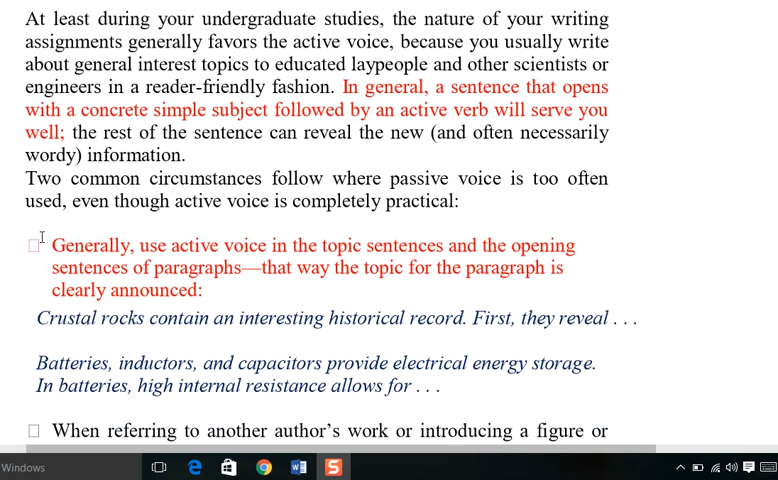 At least during your undergraduate studies, the nature of your writing
assignments generally favors the active voice, because you usually write
about general interest topics to educated laypeople and other scientists or
engineers in a reader-friendly fashion. In general, a sentence that opens
with a concrete simple subject followed by an active verb will serve you
well; the rest of the sentence can reveal the new (and often necessarily
wordy) information.
Two common circumstances follow where passive voice is too often
used, even though active voice is completely practical:
Generally, use active voice in the topic sentences and the opening
sentences of paragraphs—that way the topic for the paragraph is
clearly announced:
Crustal rocks contain an interesting historical record. First, they reveal . . .
Batteries, inductors, and capacitors provide electrical energy storage.
In batteries, high internal resistance allows for . . .
When referring to another author’s work or introducing a figure or
Windows